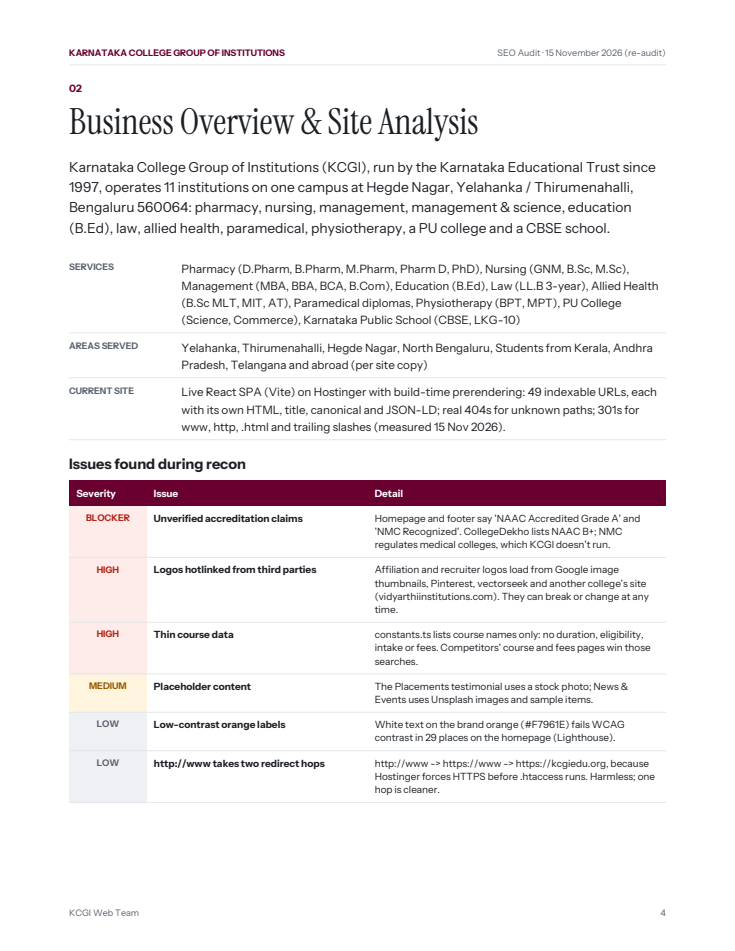 KARNATAKA COLLEGE GROUP OF INSTITUTIONS
SEO Audit · 15 November 2026 (re-audit)
02
Business Overview & Site Analysis
Karnataka College Group of Institutions (KCGI), run by the Karnataka Educational Trust since
1997, operates 11 institutions on one campus at Hegde Nagar, Yelahanka / Thirumenahalli,
Bengaluru 560064: pharmacy, nursing, management, management & science, education
(B.Ed), law, allied health, paramedical, physiotherapy, a PU college and a CBSE school.
SERVICES
Pharmacy (D.Pharm, B.Pharm, M.Pharm, Pharm D, PhD), Nursing (GNM, B.Sc, M.Sc),
Management (MBA, BBA, BCA, B.Com), Education (B.Ed), Law (LL.B 3-year), Allied Health
(B.Sc MLT, MIT, AT), Paramedical diplomas, Physiotherapy (BPT, MPT), PU College
(Science, Commerce), Karnataka Public School (CBSE, LKG-10)
AREAS SERVED
Yelahanka, Thirumenahalli, Hegde Nagar, North Bengaluru, Students from Kerala, Andhra
Pradesh, Telangana and abroad (per site copy)
CURRENT SITE
Live React SPA (Vite) on Hostinger with build-time prerendering: 49 indexable URLs, each
with its own HTML, title, canonical and JSON-LD; real 404s for unknown paths; 301s for
www, http, .html and trailing slashes (measured 15 Nov 2026).
Issues found during recon
Severity Issue Detail
BLOCKER Unverified accreditation claims Homepage and footer say 'NAAC Accredited Grade A' and
'NMC Recognized'. CollegeDekho lists NAAC B+; NMC
regulates medical colleges, which KCGI doesn't run.
HIGH Logos hotlinked from third parties Affiliation and recruiter logos load from Google image
thumbnails, Pinterest, vectorseek and another college's site
(vidyarthiinstitutions.com). They can break or change at any
time.
HIGH Thin course data constants.ts lists course names only: no duration, eligibility,
intake or fees. Competitors' course and fees pages win those
searches.
MEDIUM Placeholder content The Placements testimonial uses a stock photo; News &
Events uses Unsplash images and sample items.
LOW Low-contrast orange labels White text on the brand orange (#F7961E) fails WCAG
contrast in 29 places on the homepage (Lighthouse).
LOW http://www takes two redirect hops http://www -> https://www -> https://kcgiedu.org, because
Hostinger forces HTTPS before .htaccess runs. Harmless; one
hop is cleaner.
KCGI Web Team
4